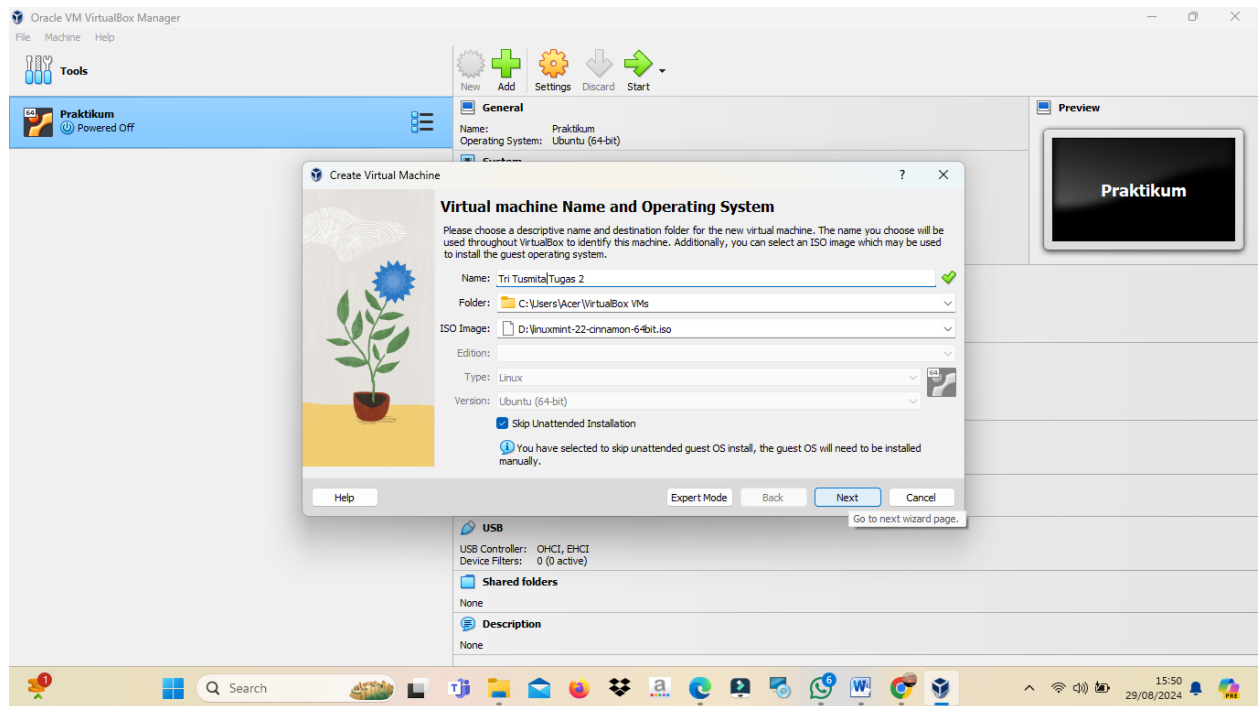 Oracle VM VirtualBox Manager
File Machine Help
Tools
New Add Settings Discard Start
64
Praktikum
Powered Off
General
Name: Praktikum
Operating System: Ubuntu (64-bit)
System
Preview
Praktikum
Create Virtual Machine
?
Virtual machine Name and Operating System
Please choose a descriptive name and destination folder for the new virtual machine. The name you choose will be
used throughout VirtualBox to identify this machine. Additionally, you can select an ISO image which may be used
to install the guest operating system.
Name: Tri Tusmita Tugas 2
Folder: C:\Users\Acer\VirtualBox VMs
ISO Image: D:\linuxmint-22-cinnamon-64bit.iso
Edition:
Type: Linux
64
Version: Ubuntu (64-bit)
Skip Unattended Installation
You have selected to skip unattended guest OS install, the guest OS will need to be installed
manually.
Help Expert Mode Back Next Cancel
Go to next wizard page.
USB
USB Controller: OHCI, EHCI
Device Filters: 0 (0 active)
Shared folders
None
Description
None
1
Search
a.
6
W
PRE
15:50
29/08/2024